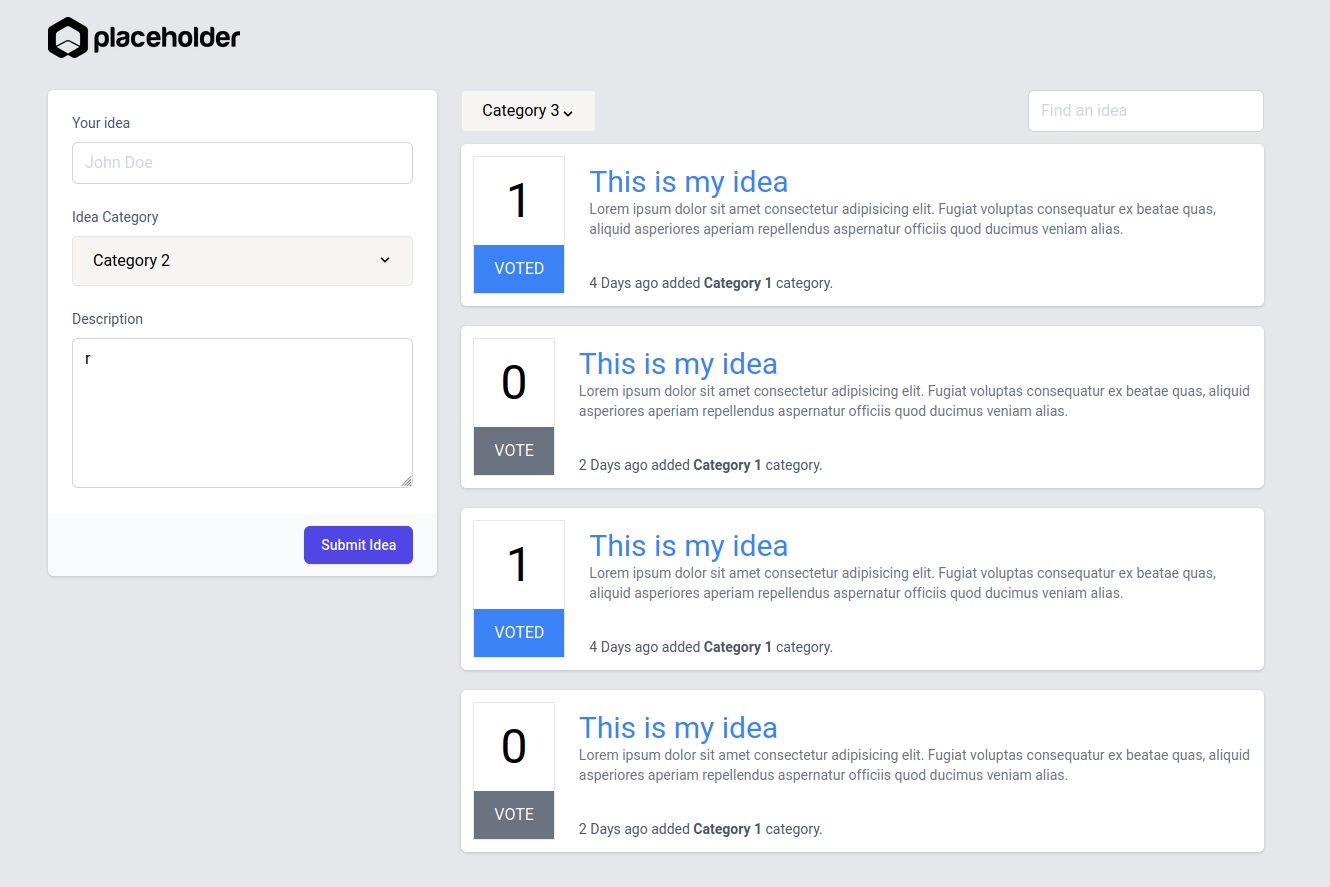 placeholder
Your idea
John Doe
Idea Category
Category 2
Description
r
Submit Idea
Category 3
Find an idea
1
VOTED
This is my idea
Lorem ipsum dolor sit amet consectetur adipisicing elit. Fugiat voluptas consequatur ex beatae quas,
aliquid asperiores aperiam repellendus aspernatur officiis quod ducimus veniam alias.
4 Days ago added Category 1 category.
0
VOTE
This is my idea
Lorem ipsum dolor sit amet consectetur adipisicing elit. Fugiat voluptas consequatur ex beatae quas, aliquid
asperiores aperiam repellendus aspernatur officiis quod ducimus veniam alias.
2 Days ago added Category 1 category.
1
VOTED
This is my idea
Lorem ipsum dolor sit amet consectetur adipisicing elit. Fugiat voluptas consequatur ex beatae quas,
aliquid asperiores aperiam repellendus aspernatur officiis quod ducimus veniam alias.
4 Days ago added Category 1 category.
0
VOTE
This is my idea
Lorem ipsum dolor sit amet consectetur adipisicing elit. Fugiat voluptas consequatur ex beatae quas, aliquid
asperiores aperiam repellendus aspernatur officiis quod ducimus veniam alias.
2 Days ago added Category 1 category.